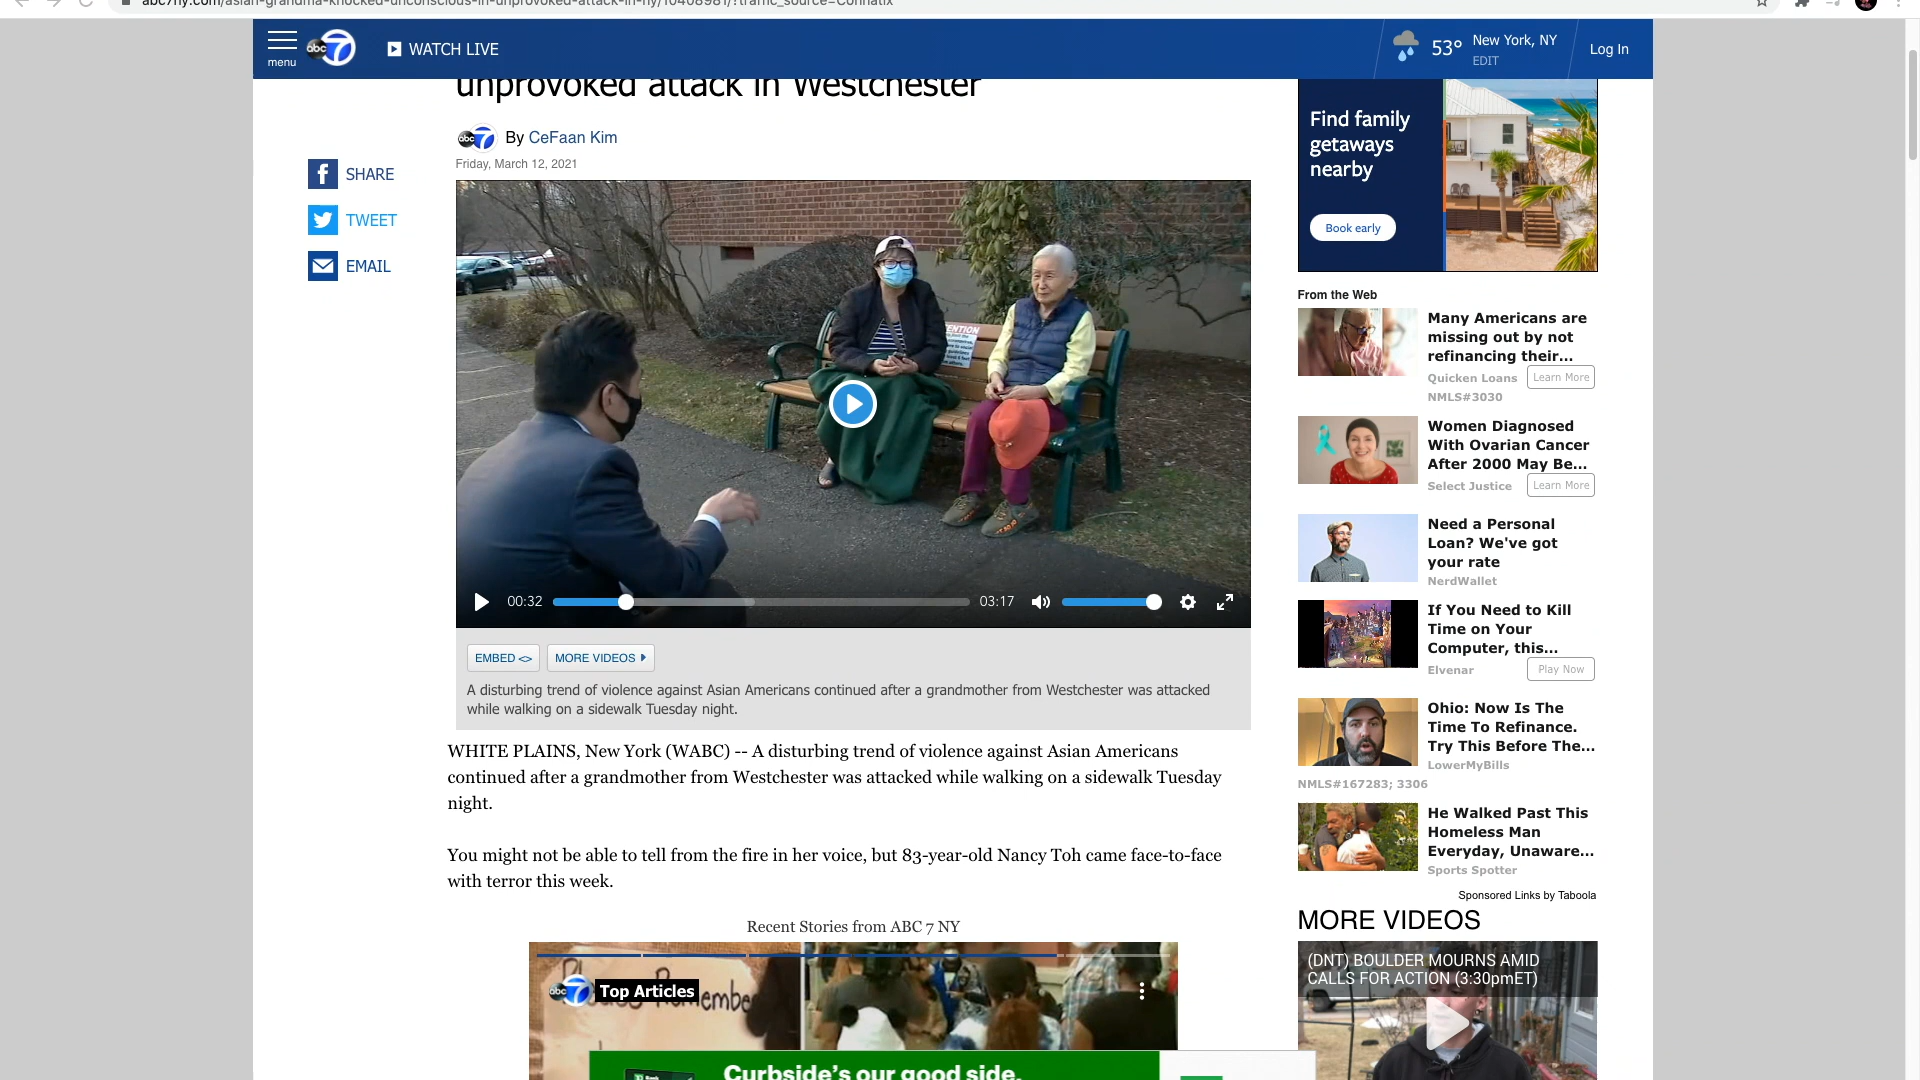 menu
abc 7
WATCH LIVE
53°
New York, NY
EDIT
Log In
unprovoked attack in Westchester
By CeFaan Kim
Friday, March 12, 2021
SHARE
TWEET
EMAIL
00:32
03:17
EMBED <>
MORE VIDEOS
A disturbing trend of violence against Asian Americans continued after a grandmother from Westchester was attacked
while walking on a sidewalk Tuesday night.
WHITE PLAINS, New York (WABC) -- A disturbing trend of violence against Asian Americans
continued after a grandmother from Westchester was attacked while walking on a sidewalk Tuesday
night.
You might not be able to tell from the fire in her voice, but 83-year-old Nancy Toh came face-to-face
with terror this week.
Recent Stories from ABC 7 NY
abc 7
Top Articles
Curbside's our good side.
Find family
getaways
nearby
Book early
From the Web
Many Americans are
missing out by not
refinancing their...
Quicken Loans
Learn More
NMLS#3030
Women Diagnosed
With Ovarian Cancer
After 2000 May Be...
Select Justice
Learn More
Need a Personal
Loan? We've got
your rate
NerdWallet
If You Need to Kill
Time on Your
Computer, this...
Elvenar
Play Now
Ohio: Now Is The
Time To Refinance.
Try This Before The...
LowerMyBills
NMLS#167283; 3306
He Walked Past This
Homeless Man
Everyday, Unaware...
Sports Spotter
Sponsored Links by Taboola
MORE VIDEOS
(DNT) BOULDER MOURNS AMID
CALLS FOR ACTION (3:30pmET)